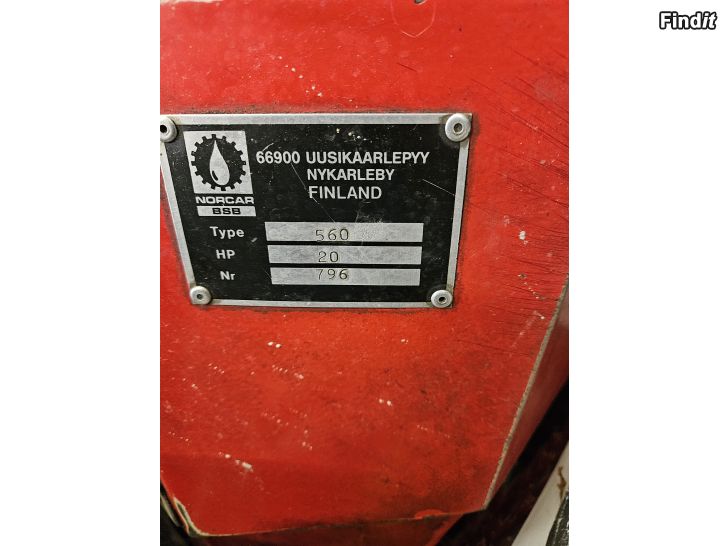 Findit
66900 UUSIKAARLEPYY
NYKARLEBY
FINLAND
NORCAR
BSB
Type 560
HP 20
Nr 796